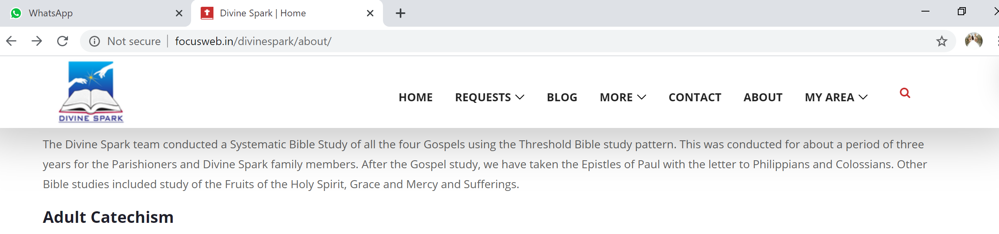 WhatsApp
Divine Spark | Home
Not secure
focusweb.in/divinespark/about/
DIVINE SPARK
HOME REQUESTS BLOG MORE CONTACT ABOUT MY AREA
The Divine Spark team conducted a Systematic Bible Study of all the four Gospels using the Threshold Bible study pattern. This was conducted for about a period of three
years for the Parishioners and Divine Spark family members. After the Gospel study, we have taken the Epistles of Paul with the letter to Philippians and Colossians. Other
Bible studies included study of the Fruits of the Holy Spirit, Grace and Mercy and Sufferings.
Adult Catechism